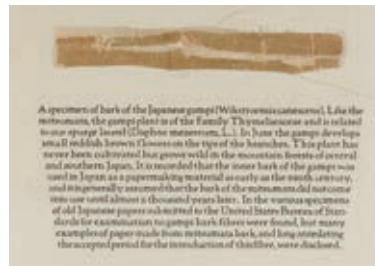 A specimen of bark of the Japanese gampi (Wikstroemia canescens). Like the
mitsumata, the gampi plant is of the Family Thymelaeaceae and is related
to our spurge laurel (Daphne mezereum, L.). In June the gampi develops
small reddish brown flowers on the tips of the branches. This plant has
never been cultivated but grows wild in the mountain forests of central
and southern Japan. It is recorded that the inner bark of the gampi was
used in Japan as a papermaking material as early as the ninth century,
and it is generally assumed that the bark of the mitsumata did not come
into use until almost a thousand years later. In the various specimens
of old Japanese papers submitted to the United States Bureau of Stan-
dards for examination no gampi bark fibres were found, but many
examples of paper made from mitsumata bark, and long antedating
the accepted period for the introduction of this fibre, were disclosed.